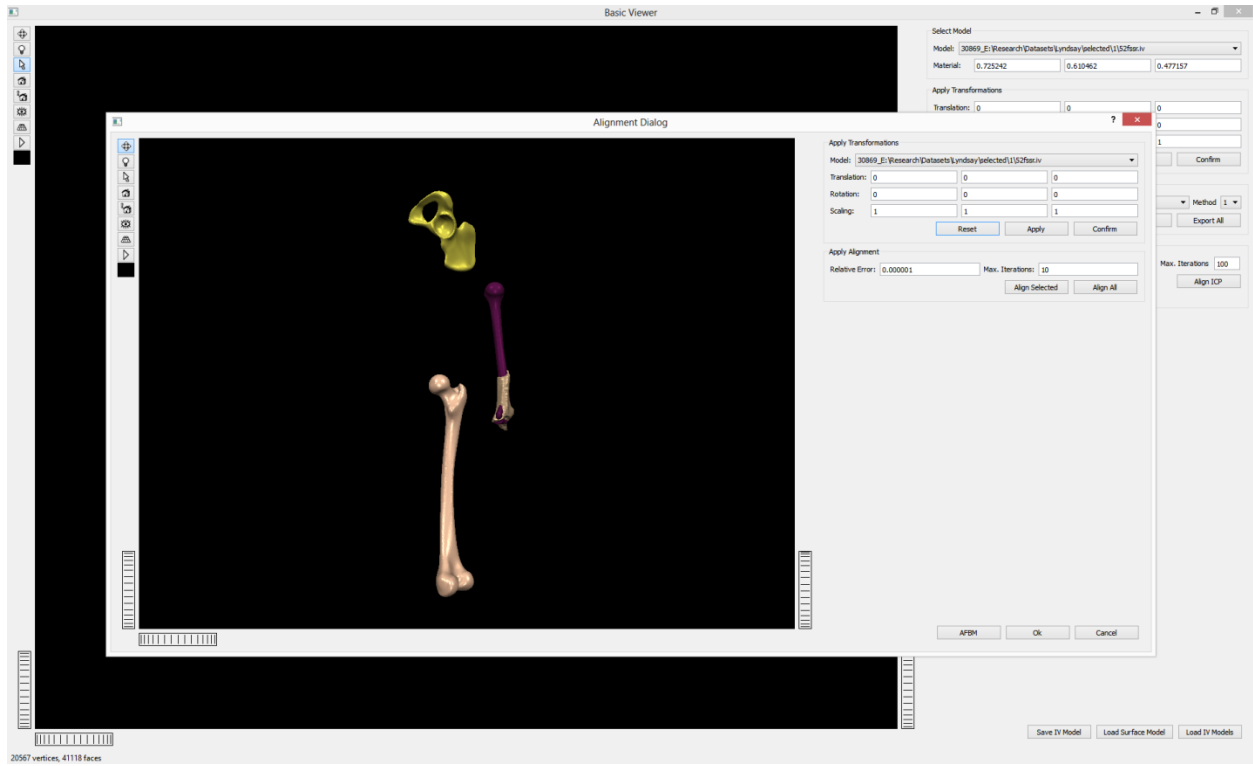 Basic Viewer
Select Model
Model: 30869_E:\Research\Datasets\Lyndsay\selected\1\52fssr.iv
Material: 0.725242 0.610462 0.477157
Apply Transformations
Translation: 0 0 0
0
1
Confirm
Method 1
Export All
Max. Iterations 100
Align ICP
Alignment Dialog ?
Apply Transformations
Model: 30869_E:\Research\Datasets\Lyndsay\selected\1\52fssr.iv
Translation: 0 0 0
Rotation: 0 0 0
Scaling: 1 1 1
Reset Apply Confirm
Apply Alignment
Relative Error: 0.000001 Max. Iterations: 10
Align Selected Align All
AFBM Ok Cancel
Save IV Model Load Surface Model Load IV Models
20567 vertices, 41118 faces